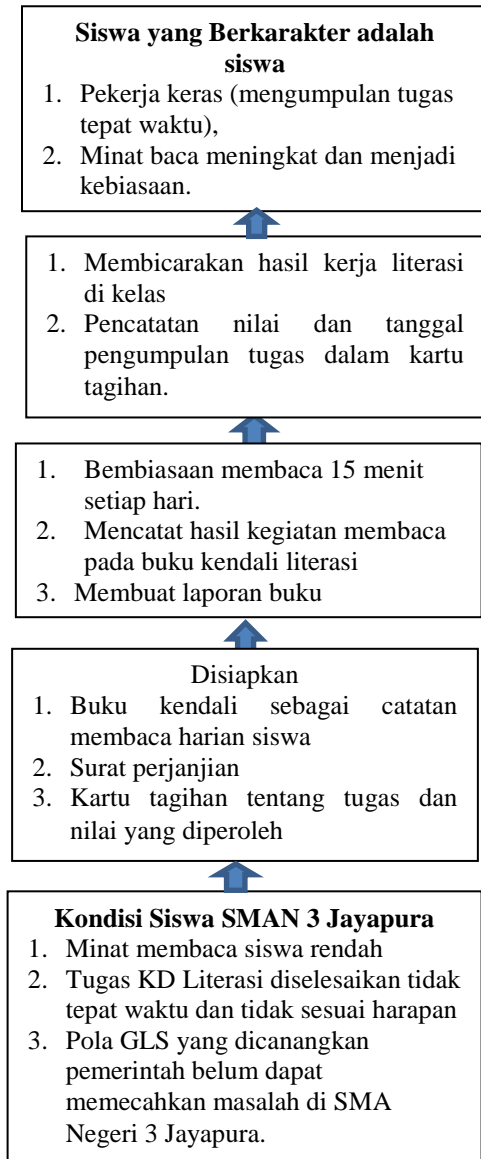 Siswa yang Berkarakter adalah
siswa
1. Pekerja keras (mengumpulan tugas
tepat waktu),
2. Minat baca meningkat dan menjadi
kebiasaan.
1. Membicarakan hasil kerja literasi
di kelas
2. Pencatatan nilai dan tanggal
pengumpulan tugas dalam kartu
tagihan.
1. Bembiasaan membaca 15 menit
setiap hari.
2. Mencatat hasil kegiatan membaca
pada buku kendali literasi
3. Membuat laporan buku
Disiapkan
1. Buku kendali sebagai catatan
membaca harian siswa
2. Surat perjanjian
3. Kartu tagihan tentang tugas dan
nilai yang diperoleh
Kondisi Siswa SMAN 3 Jayapura
1. Minat membaca siswa rendah
2. Tugas KD Literasi diselesaikan tidak
tepat waktu dan tidak sesuai harapan
3. Pola GLS yang dicanangkan
pemerintah belum dapat
memecahkan masalah di SMA
Negeri 3 Jayapura.